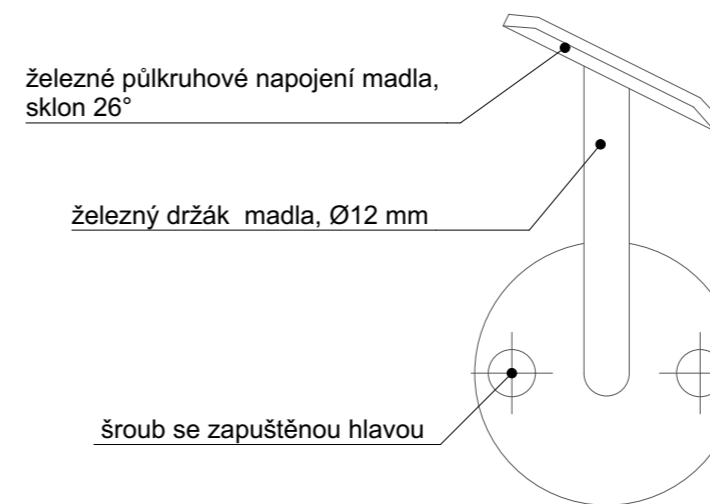 železné půlkruhové napojení madla,
sklon 26°
železný držák  madla, Ø12 mm
šroub se zapuštěnou hlavou